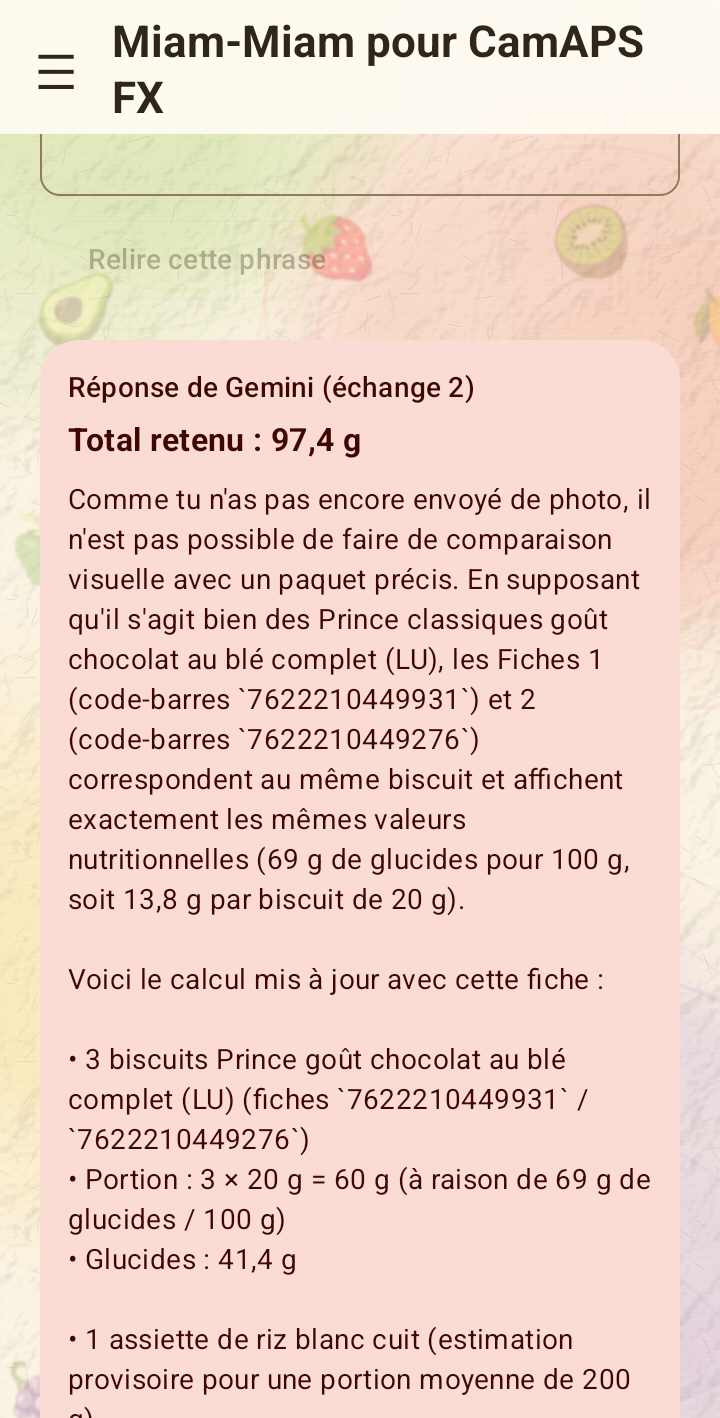 Miam-Miam pour CamAPS
FX
Relire cette phrase
Réponse de Gemini (échange 2)
Total retenu : 97,4 g
Comme tu n'as pas encore envoyé de photo, il
n'est pas possible de faire de comparaison
visuelle avec un paquet précis. En supposant
qu'il s'agit bien des Prince classiques goût
chocolat au blé complet (LU), les Fiches 1
(code-barres `7622210449931`) et 2
(code-barres `7622210449276`)
correspondent au même biscuit et affichent
exactement les mêmes valeurs
nutritionnelles (69 g de glucides pour 100 g,
soit 13,8 g par biscuit de 20 g).
Voici le calcul mis à jour avec cette fiche :
• 3 biscuits Prince goût chocolat au blé
complet (LU) (fiches `7622210449931` /
`7622210449276`)
• Portion : 3 × 20 g = 60 g (à raison de 69 g de
glucides / 100 g)
• Glucides : 41,4 g
• 1 assiette de riz blanc cuit (estimation
provisoire pour une portion moyenne de 200
g)